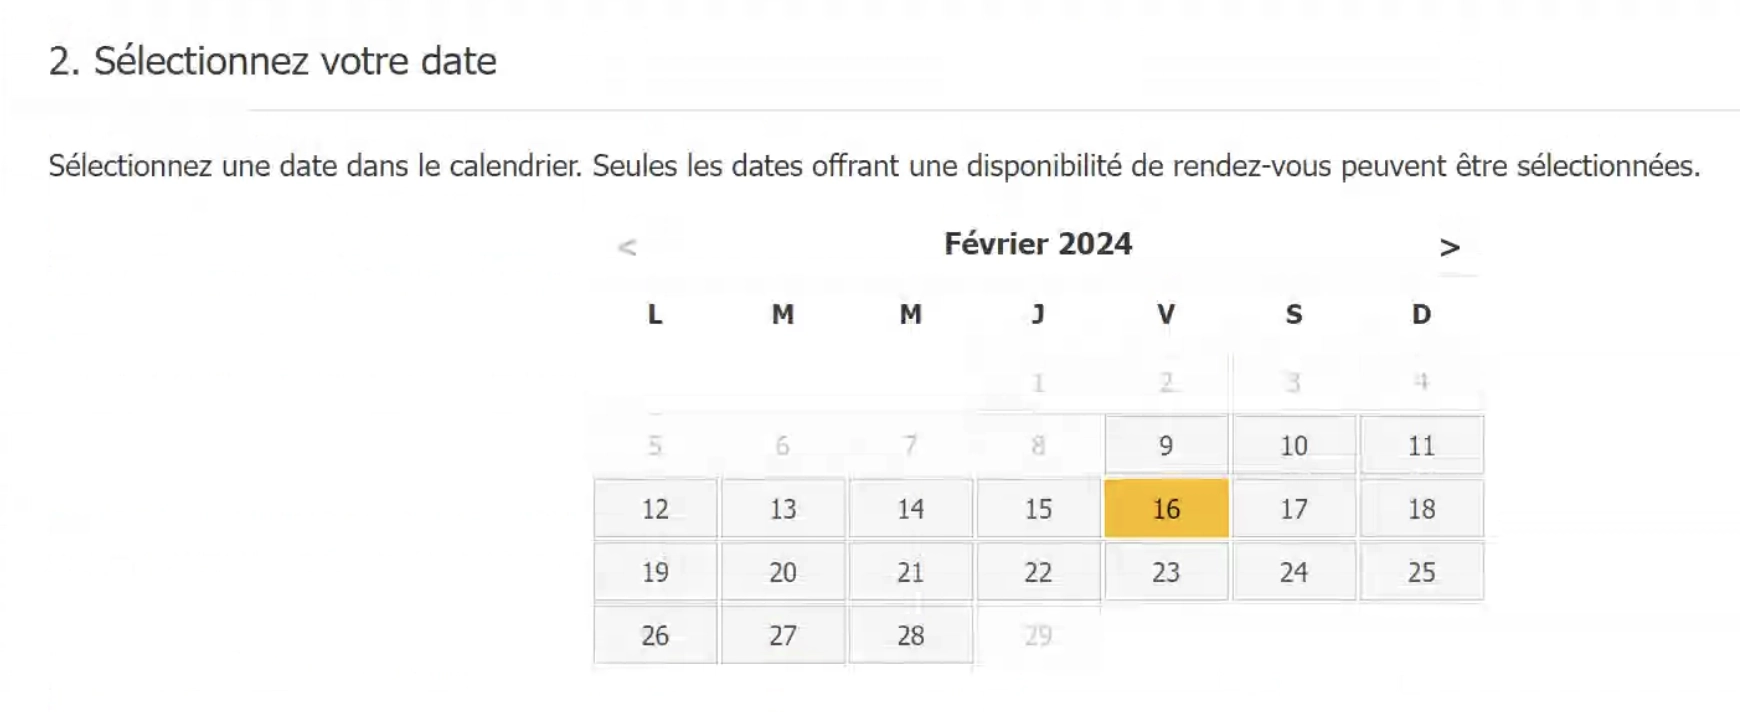 2. Sélectionnez votre date
Sélectionnez une date dans le calendrier. Seules les dates offrant une disponibilité de rendez-vous peuvent être sélectionnées.
< Février 2024 >
L M M J V S D
1 2 3 4
5 6 7 8 9 10 11
12 13 14 15 16 17 18
19 20 21 22 23 24 25
26 27 28 29